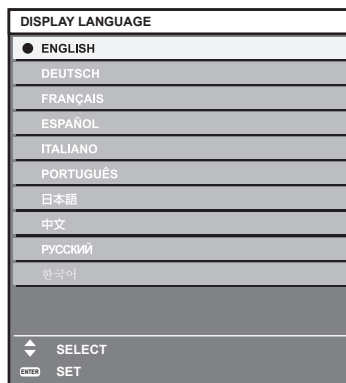 DISPLAY LANGUAGE
ENGLISH
DEUTSCH
FRANÇAIS
ESPAÑOL
ITALIANO
PORTUGUÊS
日本語
中文
РУССКИЙ
한국어
SELECT
ENTER SET